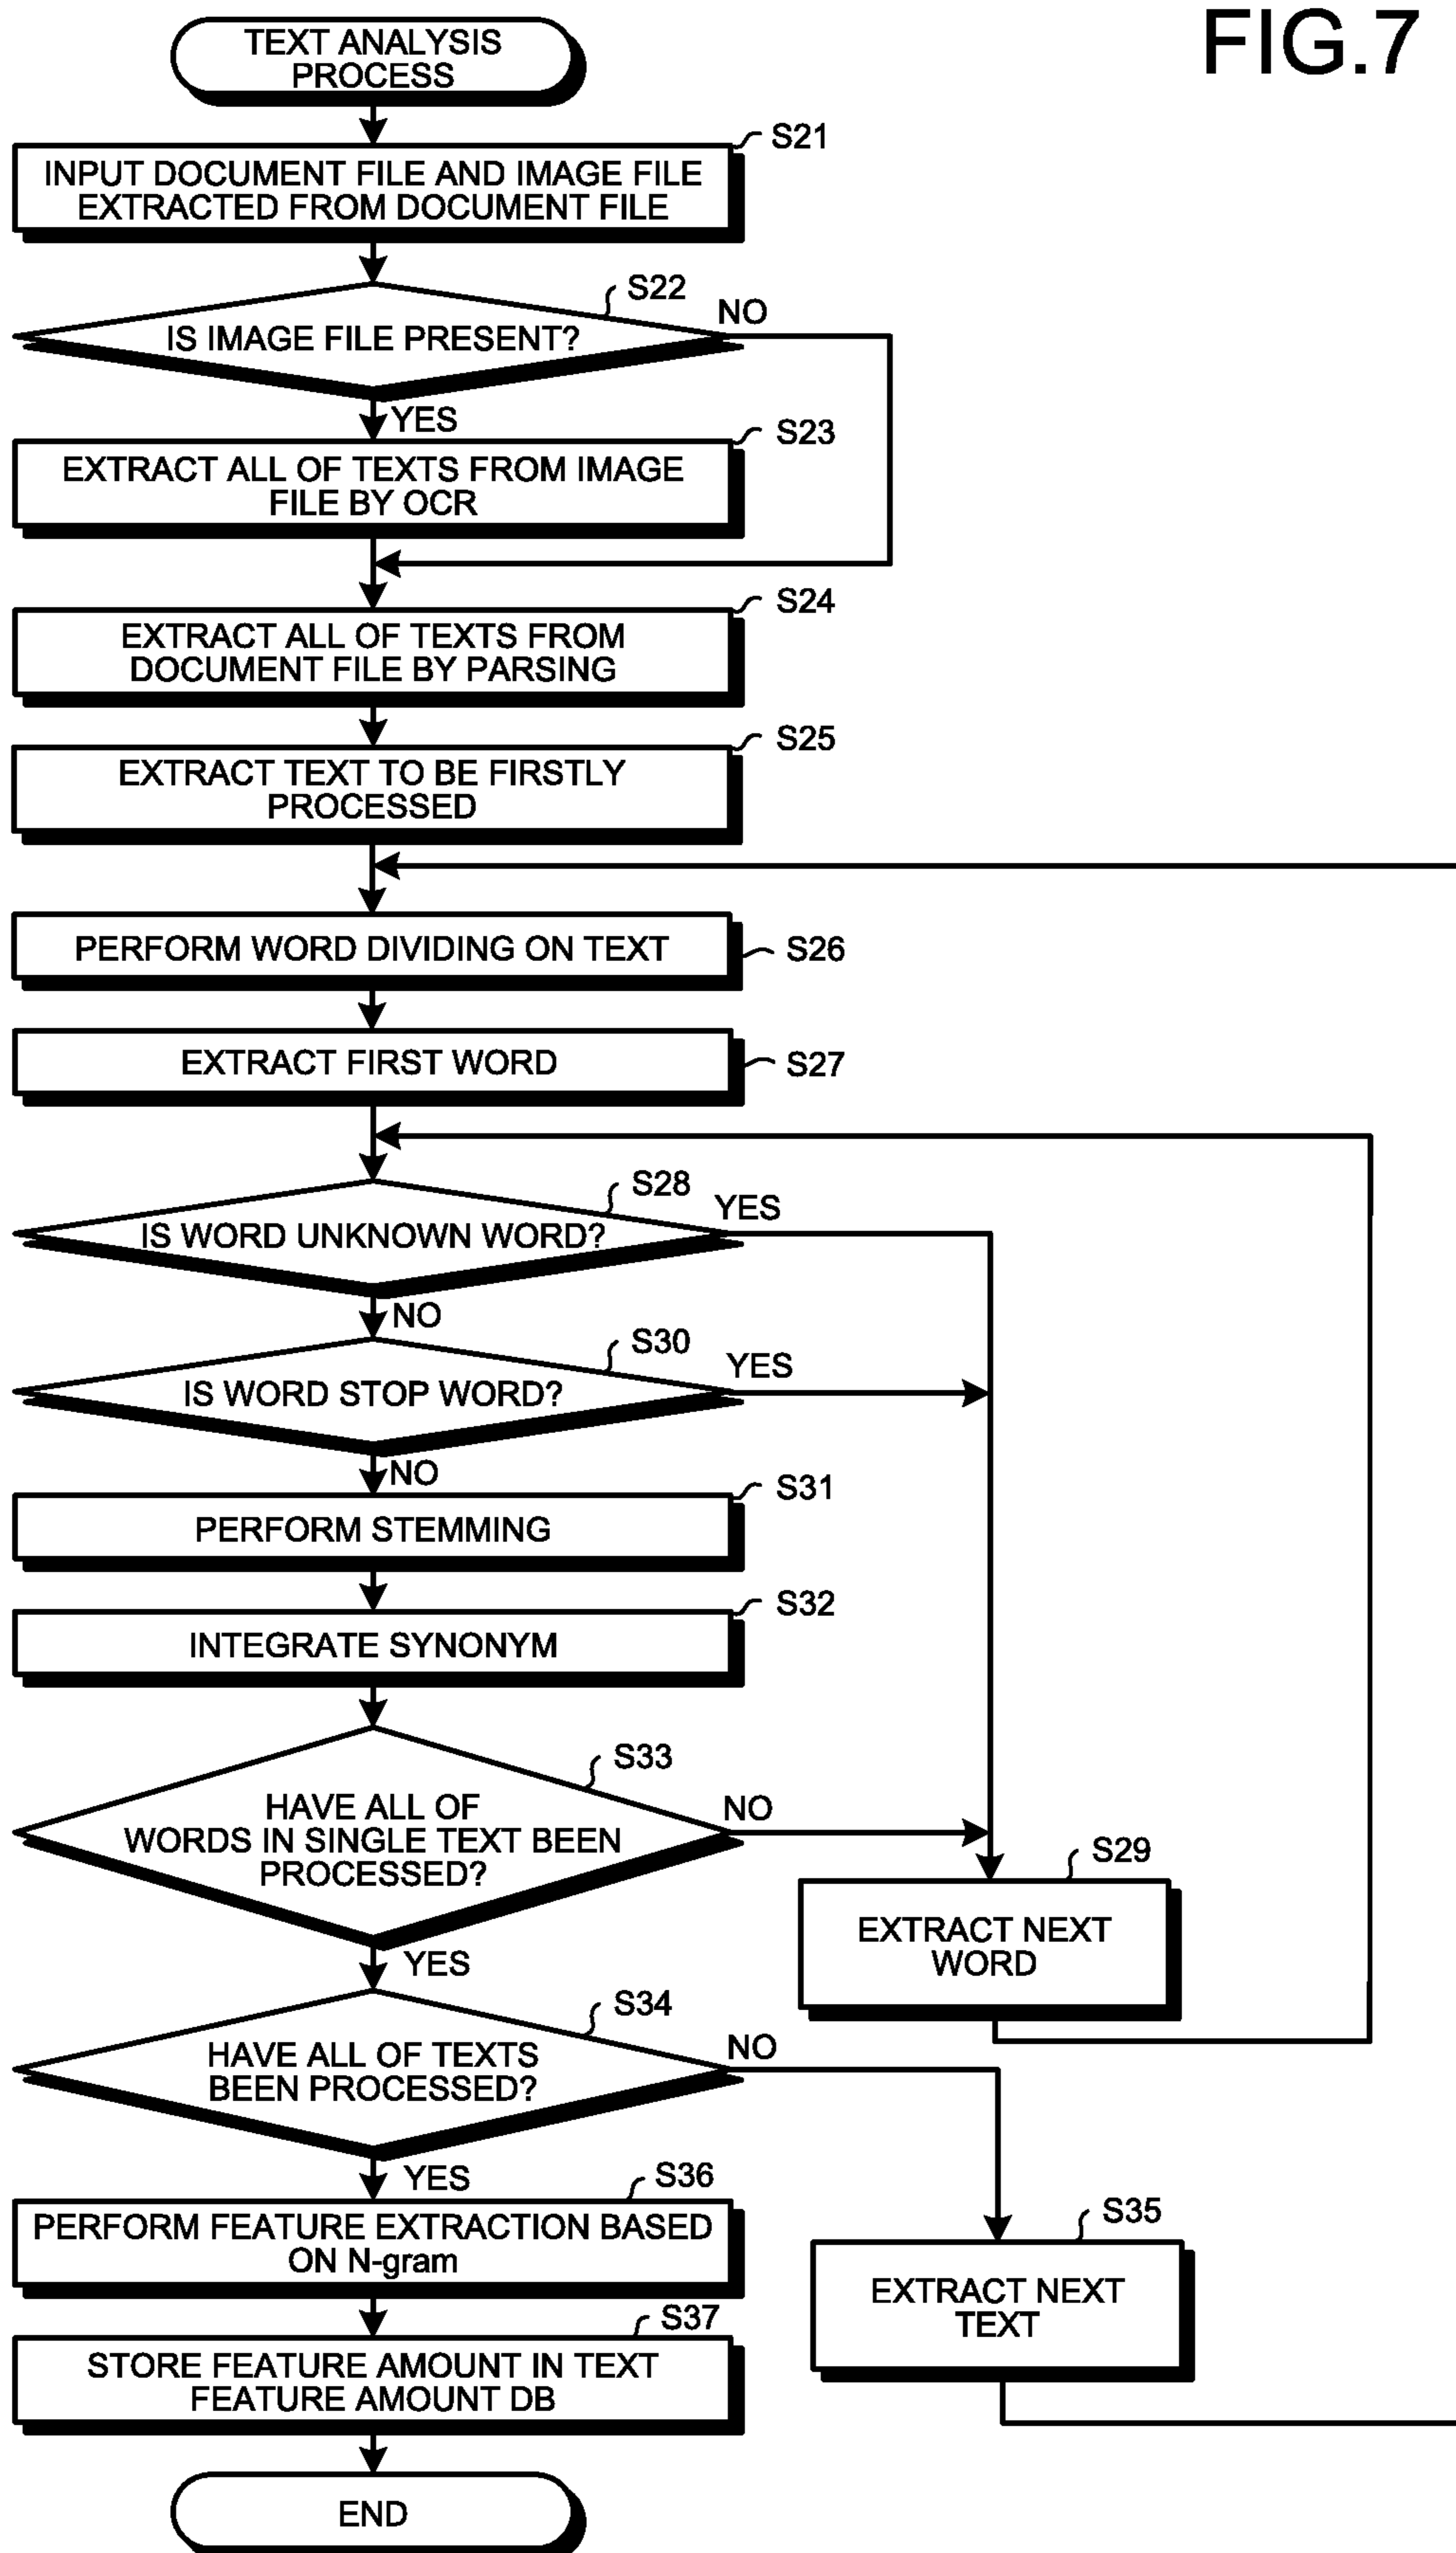 FIG.7
TEXT ANALYSIS
PROCESS
S21
INPUT DOCUMENT FILE AND IMAGE FILE
EXTRACTED FROM DOCUMENT FILE
S22
NO
IS IMAGE FILE PRESENT?
YES
S23
EXTRACT ALL OF TEXTS FROM IMAGE
FILE BY OCR
S24
EXTRACT ALL OF TEXTS FROM
DOCUMENT FILE BY PARSING
S25
EXTRACT TEXT TO BE FIRSTLY
PROCESSED
PERFORM WORD DIVIDING ON TEXT
S26
EXTRACT FIRST WORD
S27
S28
YES
IS WORD UNKNOWN WORD?
NO
S30
YES
IS WORD STOP WORD?
NO
S31
PERFORM STEMMING
S32
INTEGRATE SYNONYM
S33
HAVE ALL OF
WORDS IN SINGLE TEXT BEEN
PROCESSED?
NO
S29
EXTRACT NEXT
WORD
YES
S34
NO
HAVE ALL OF TEXTS
BEEN PROCESSED?
YES
S36
PERFORM FEATURE EXTRACTION BASED
ON N-gram
S35
EXTRACT NEXT
TEXT
S37
STORE FEATURE AMOUNT IN TEXT
FEATURE AMOUNT DB
END